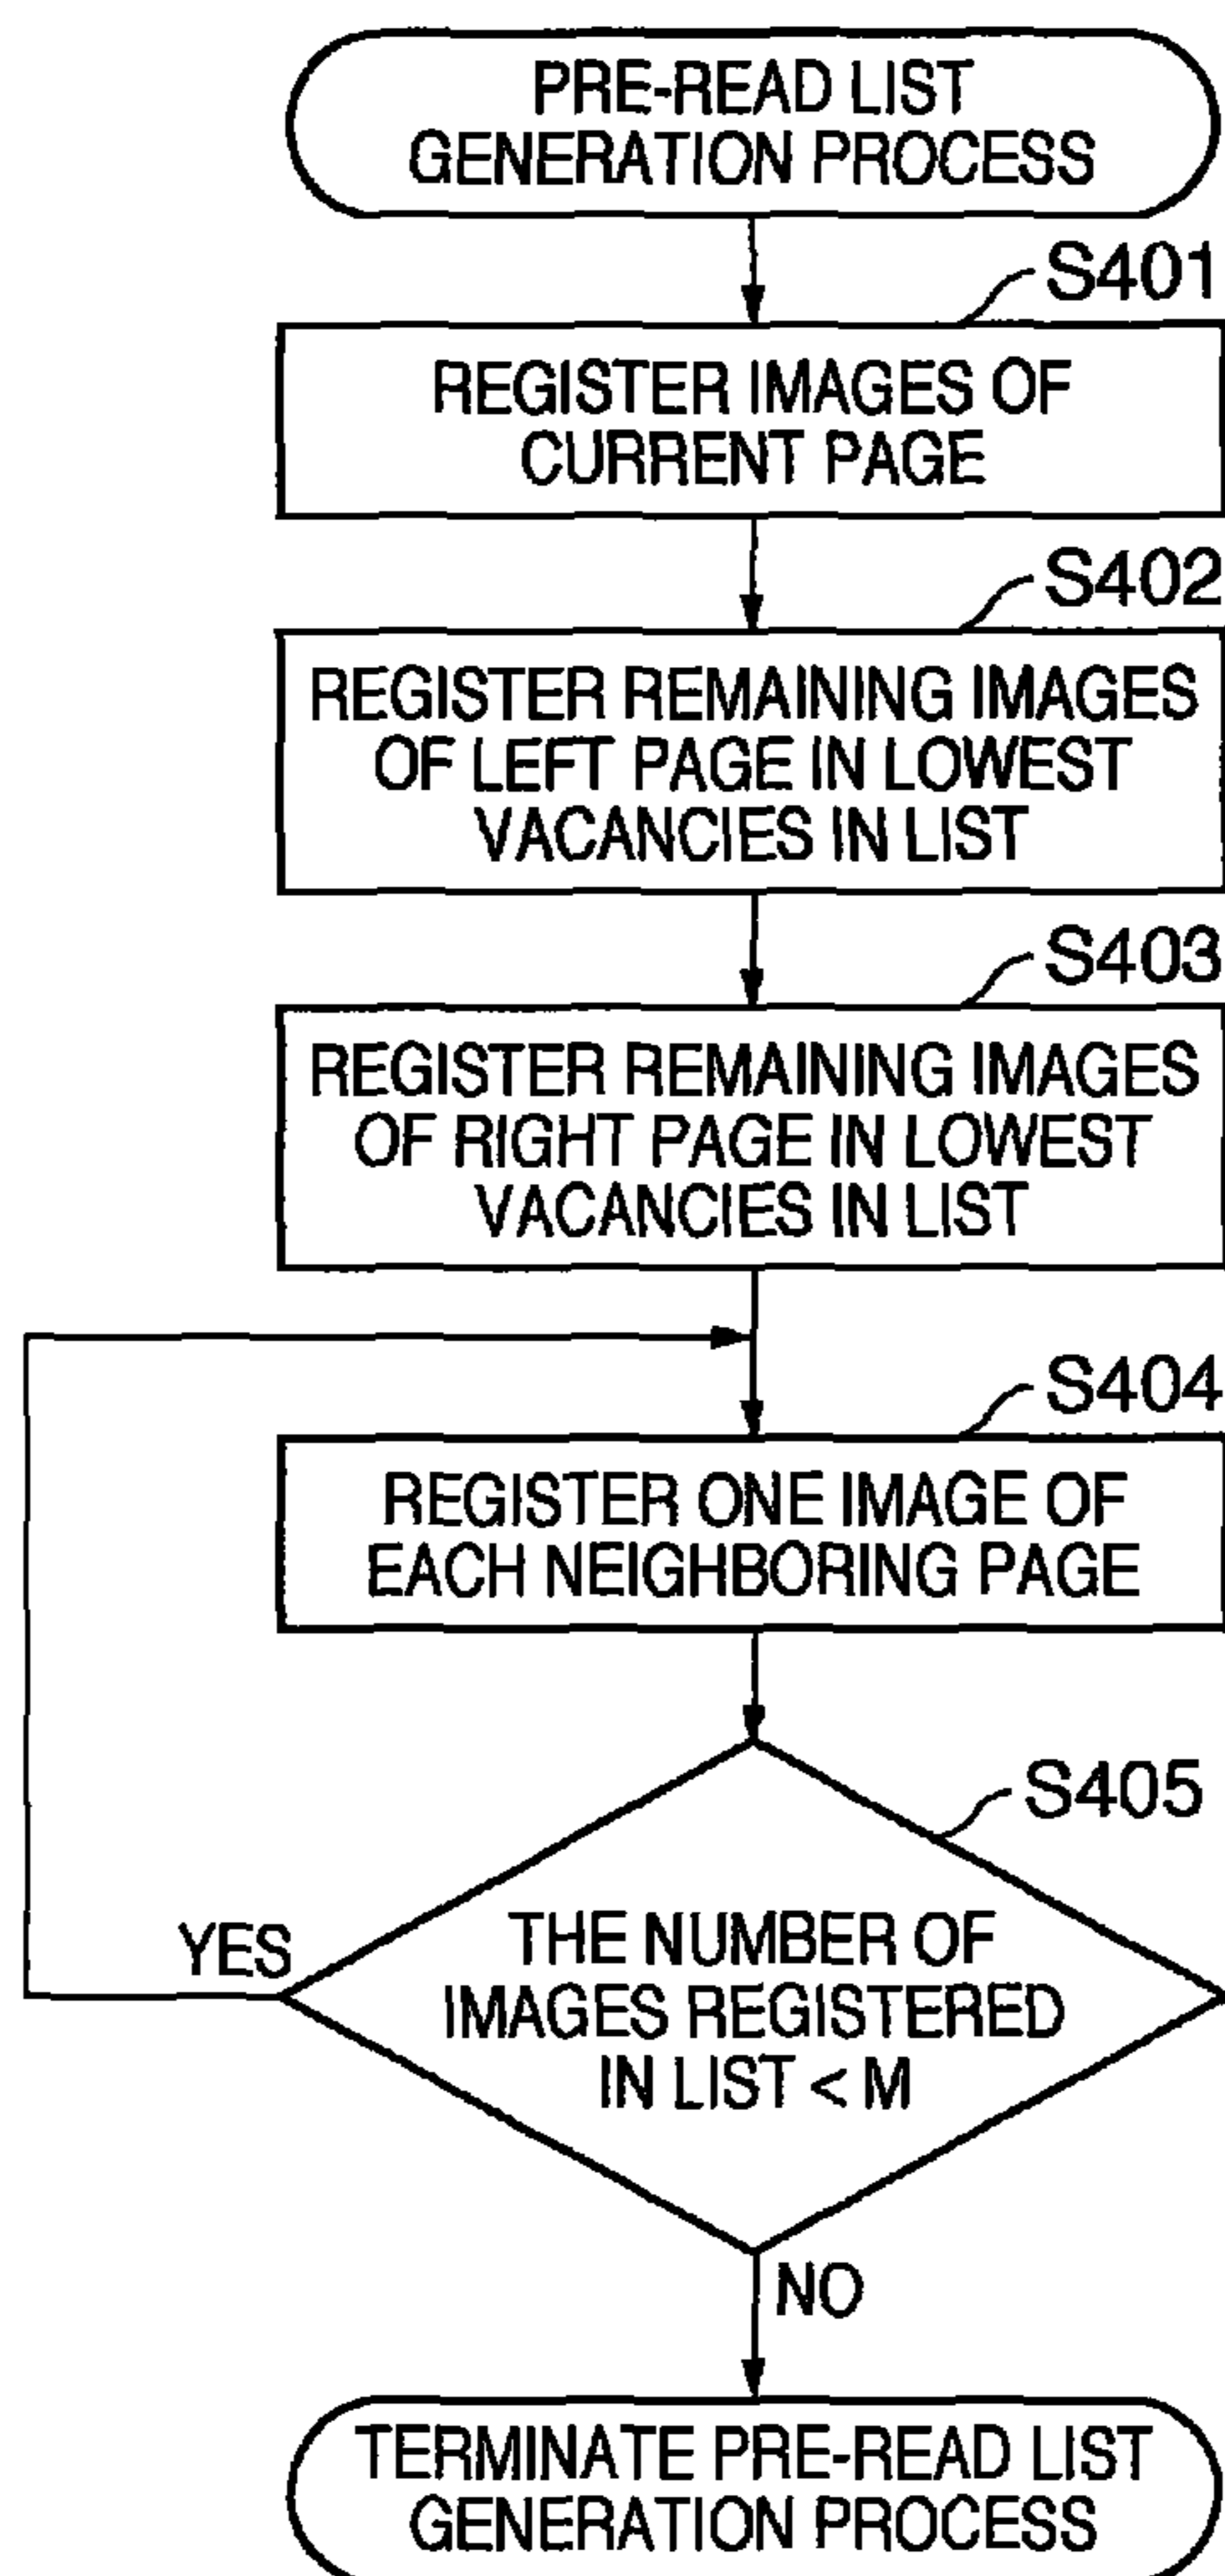 PRE-READ LIST
GENERATION PROCESS
S401
REGISTER IMAGES OF
CURRENT PAGE
S402
REGISTER REMAINING IMAGES
OF LEFT PAGE IN LOWEST
VACANCIES IN LIST
S403
REGISTER REMAINING IMAGES
OF RIGHT PAGE IN LOWEST
VACANCIES IN LIST
S404
REGISTER ONE IMAGE OF
EACH NEIGHBORING PAGE
S405
YES
THE NUMBER OF
IMAGES REGISTERED
IN LIST < M
NO
TERMINATE PRE-READ LIST
GENERATION PROCESS